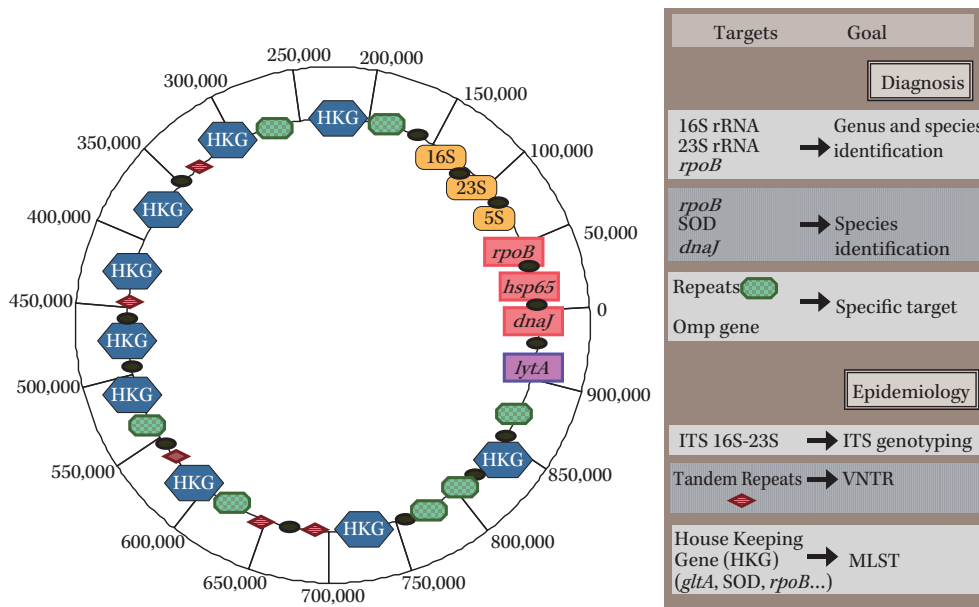 250,000
200,000
300,000
150,000
350,000
100,000
400,000
50,000
450,000
0
500,000
900,000
550,000
850,000
600,000
800,000
650,000
750,000
700,000
HKG
HKG
16S
23S
5S
HKG
rpoB
HKG
hsp65
dnaJ
HKG
lytA
HKG
HKG
HKG
HKG
Targets Goal
Diagnosis
16S rRNA
23S rRNA
rpoB
Genus and species
identification
rpoB
SOD
dnaJ
Species
identification
Repeats
Omp gene
Specific target
Epidemiology
ITS 16S-23S ITS genotyping
Tandem Repeats VNTR
House Keeping
Gene (HKG)
(gltA, SOD, rpoB...)
MLST